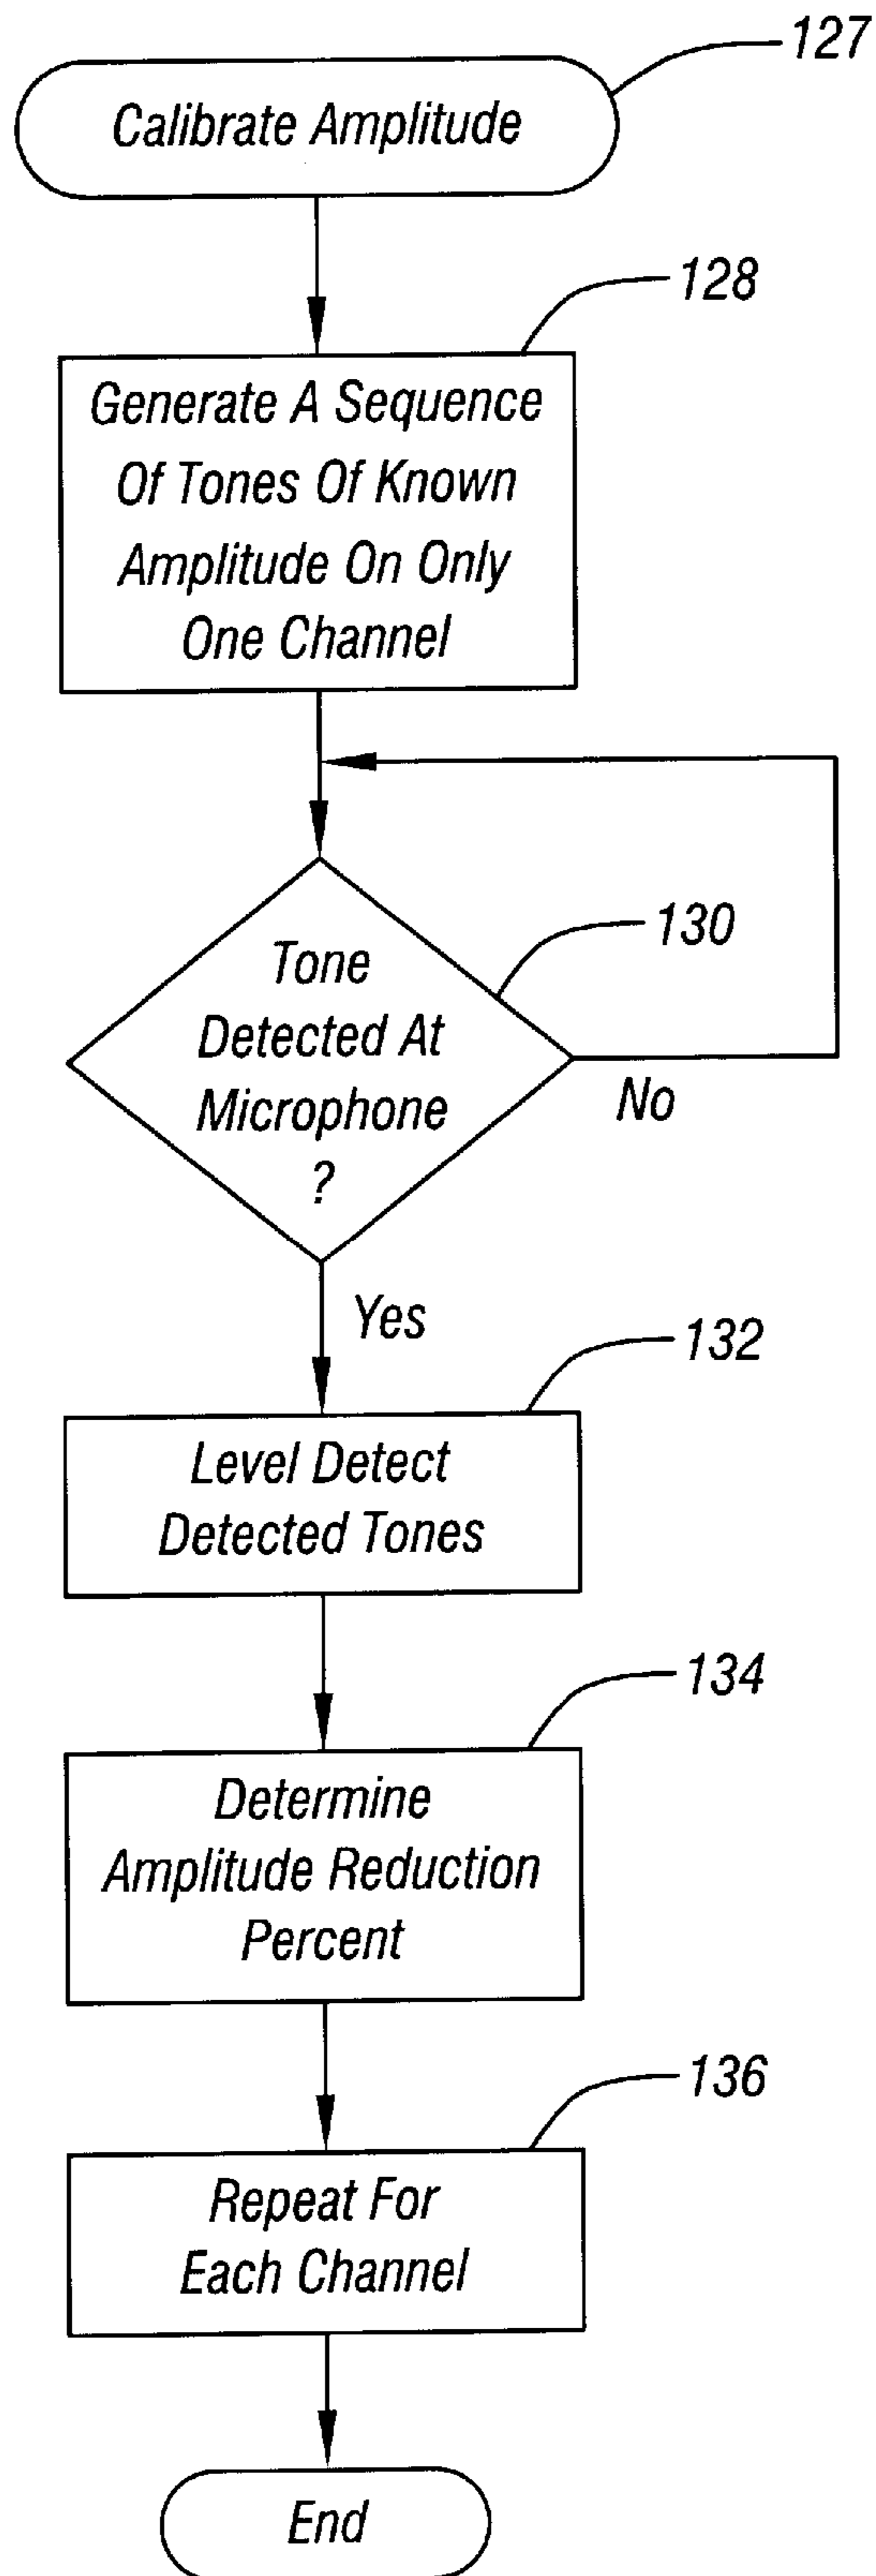 127
Calibrate Amplitude
128
Generate A Sequence
Of Tones Of Known
Amplitude On Only
One Channel
130
Tone
Detected At
Microphone
?
No
Yes
132
Level Detect
Detected Tones
134
Determine
Amplitude Reduction
Percent
136
Repeat For
Each Channel
End